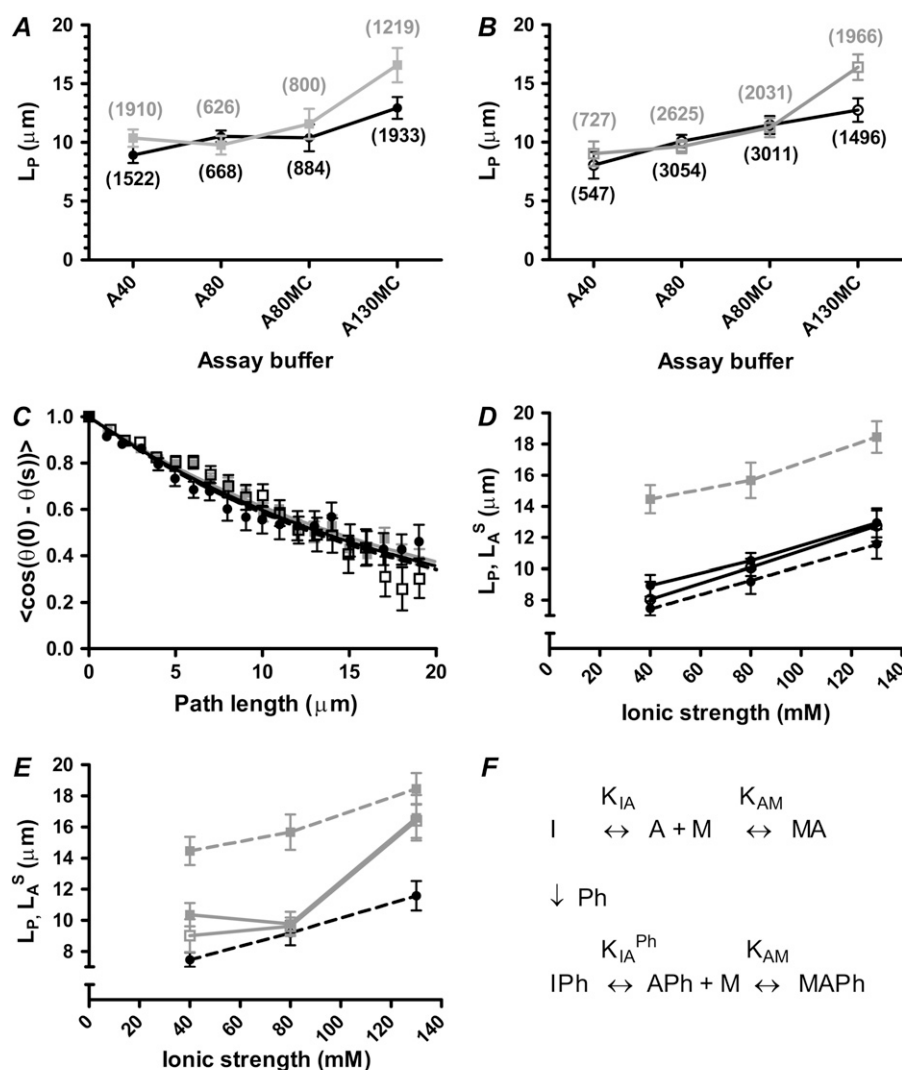 A
20
15
10
5
0
L_P (μm)
(1910)
(626)
(800)
(1219)
(1522)
(668)
(884)
(1933)
A40
A80
A80MC
A130MC
Assay buffer
B
20
15
10
5
0
L_P (μm)
(727)
(2625)
(2031)
(1966)
(547)
(3054)
(3011)
(1496)
A40
A80
A80MC
A130MC
Assay buffer
C
1.0
0.8
0.6
0.4
0.2
0.0
<cos(θ(0) - θ(s))>
0 5 10 15 20
Path length (μm)
D
20
18
16
14
12
10
8
L_P, L_A^S (μm)
0 20 40 60 80 100 120 140
Ionic strength (mM)
E
20
18
16
14
12
10
8
L_P, L_A^S (μm)
0 20 40 60 80 100 120 140
Ionic strength (mM)
F
K_IA K_AM
I ↔ A + M ↔ MA
↓ Ph
K_IA^Ph K_AM
IPh ↔ APh + M ↔ MAPh